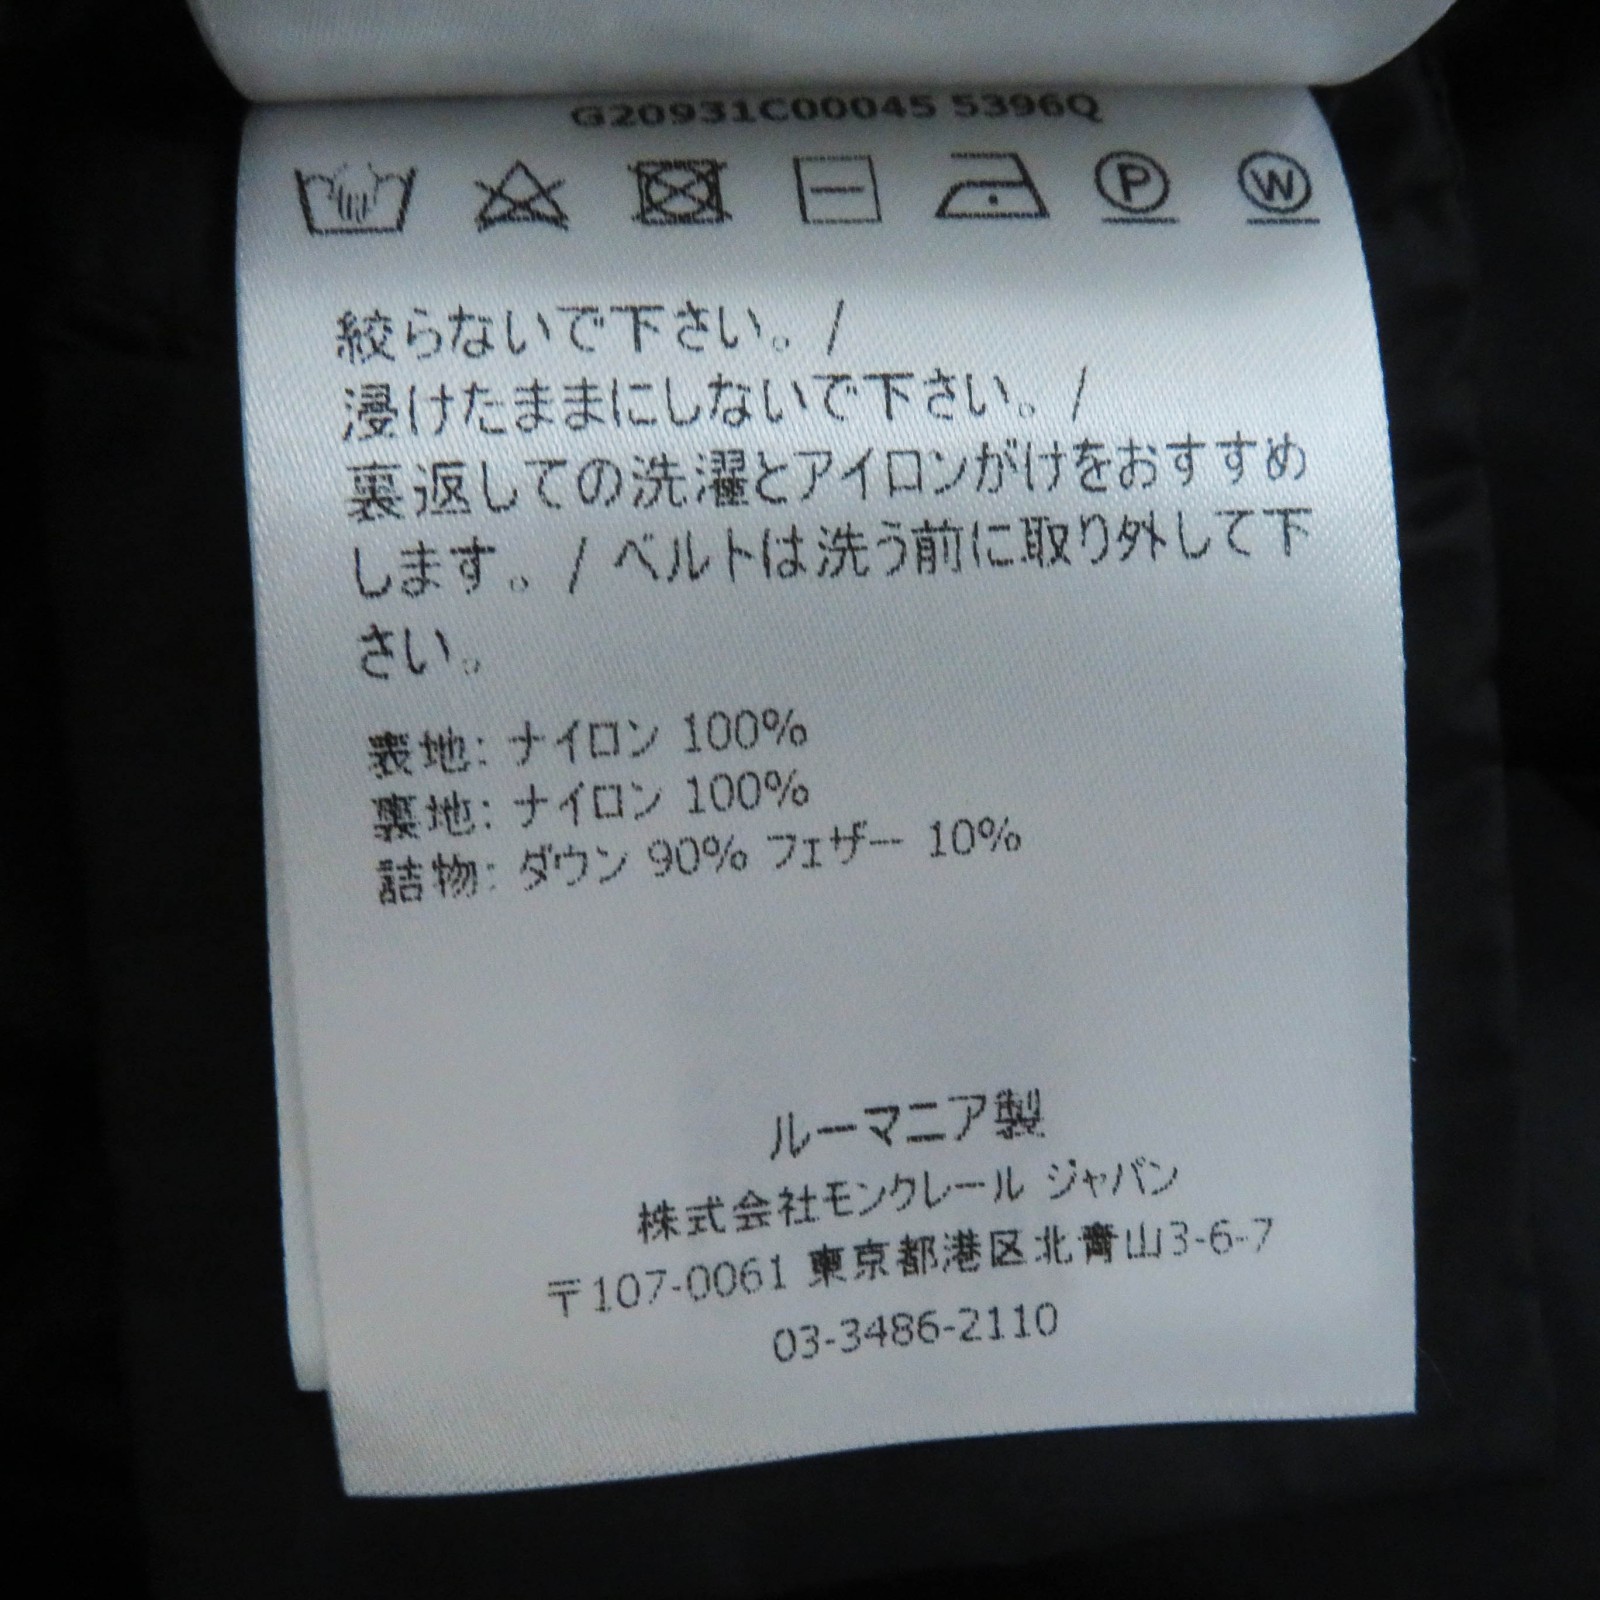 G20931C00045 5396Q
P W
絞らないで下さい。/
浸けたままにしないで下さい。/
裏返しての洗濯とアイロンがけをおすすめ
します。/ ベルトは洗う前に取り外して下
さい。
表地: ナイロン 100%
裏地: ナイロン 100%
詰物: ダウン 90% フェザー 10%
ルーマニア製
株式会社モンクレール ジャパン
〒107-0061 東京都港区北青山3-6-7
03-3486-2110